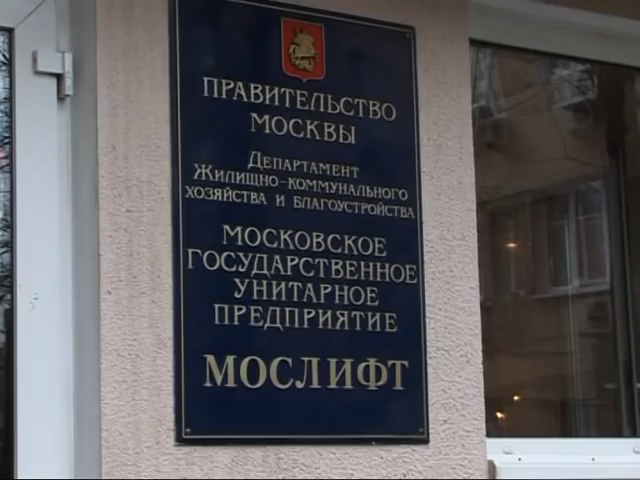 ПРАВИТЕЛЬСТВО
МОСКВЫ
ДЕПАРТАМЕНТ
ЖИЛИЩНО-КОММУНАЛЬНОГО
ХОЗЯЙСТВА И БЛАГОУСТРОЙСТВА
МОСКОВСКОЕ
ГОСУДАРСТВЕННОЕ
УНИТАРНОЕ
ПРЕДПРИЯТИЕ
МОСЛИФТ